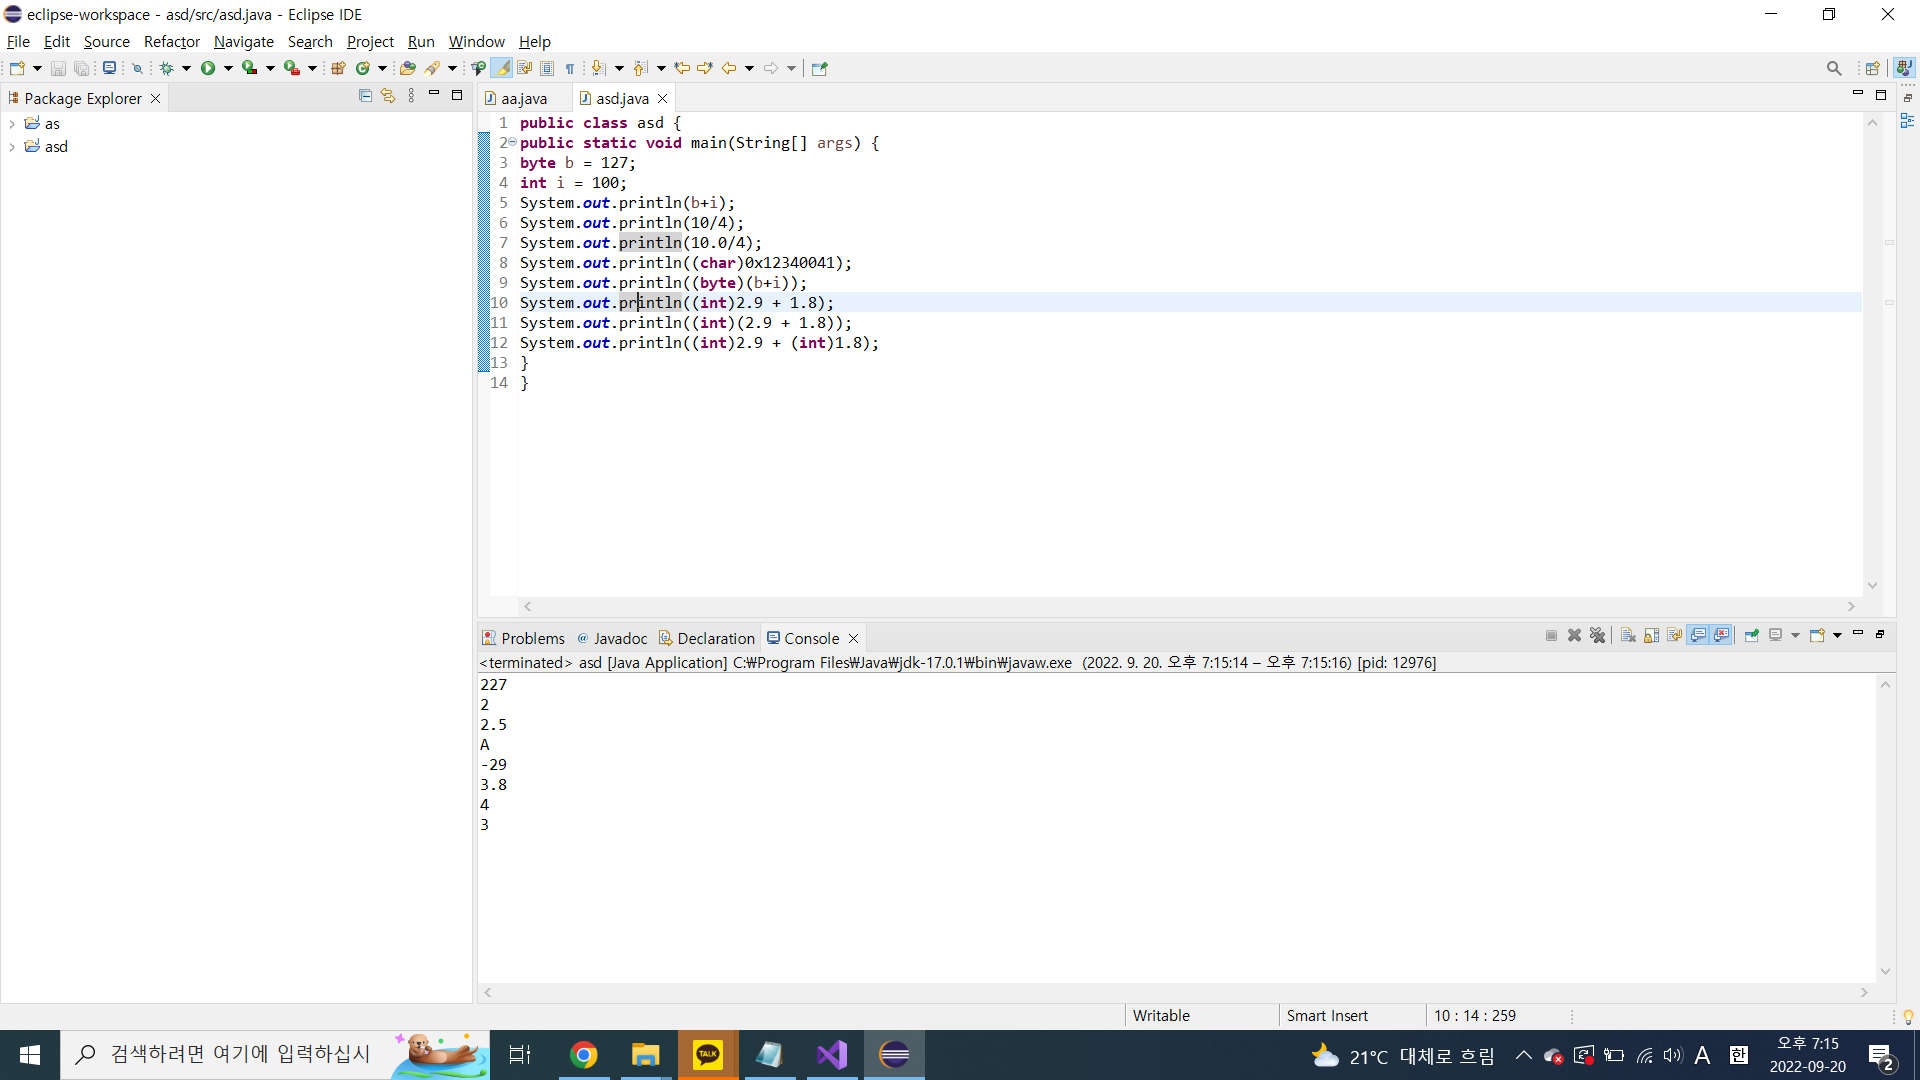 eclipse-workspace - asd/src/asd.java - Eclipse IDE
File Edit Source Refactor Navigate Search Project Run Window Help
Package Explorer
as
asd
aa.java asd.java
1 public class asd {
2 public static void main(String[] args) {
3 byte b = 127;
4 int i = 100;
5 System.out.println(b+i);
6 System.out.println(10/4);
7 System.out.println(10.0/4);
8 System.out.println((char)0x12340041);
9 System.out.println((byte)(b+i));
10 System.out.println((int)2.9 + 1.8);
11 System.out.println((int)(2.9 + 1.8));
12 System.out.println((int)2.9 + (int)1.8);
13 }
14 }
Problems @ Javadoc Declaration Console
<terminated> asd [Java Application] C:₩Program Files₩Java₩jdk-17.0.1₩bin₩javaw.exe (2022. 9. 20. 오후 7:15:14 – 오후 7:15:16) [pid: 12976]
227
2
2.5
A
-29
3.8
4
3
Writable Smart Insert 10 : 14 : 259
검색하려면 여기에 입력하십시
TALK
21°C 대체로 흐림
A 한
오후 7:15
2022-09-20
2